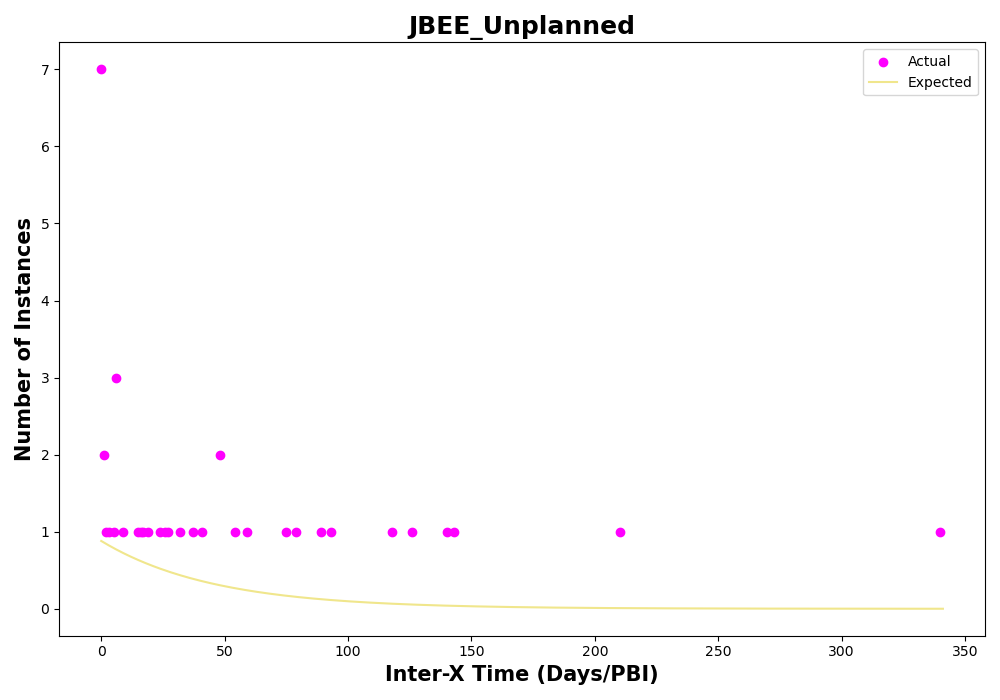 JBEE_Unplanned
Actual
Expected
7
6
5
4
3
2
1
0
Number of Instances
0 50 100 150 200 250 300 350
Inter-X Time (Days/PBI)